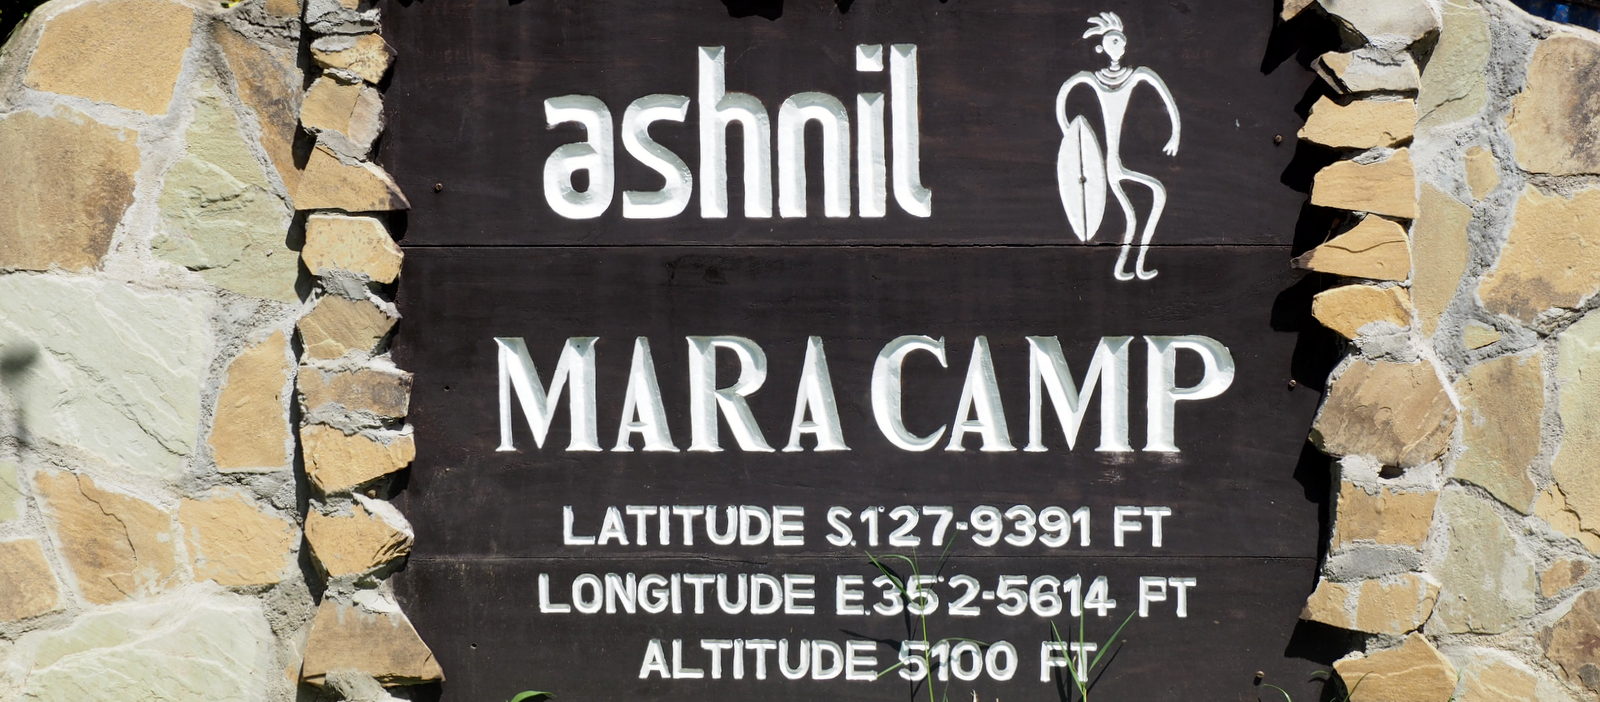 ashnil
MARA CAMP
LATITUDE S.1°27-9391 FT
LONGITUDE E.35°2-5614 FT
ALTITUDE 5100 FT